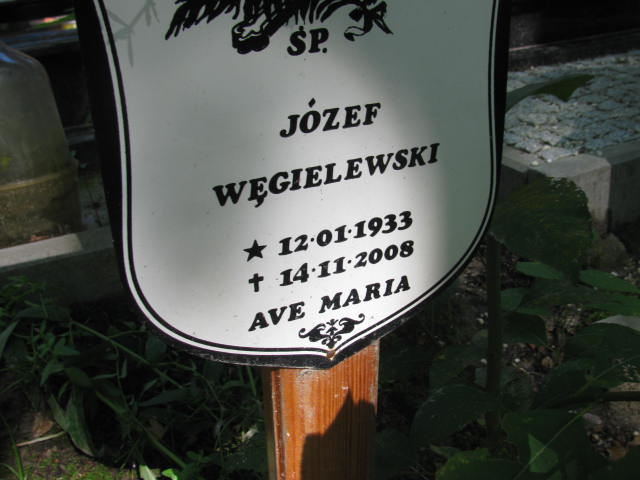 ŚP.
JÓZEF
WĘGIELEWSKI
★ 12·01·1933
✝ 14·11·2008
AVE MARIA